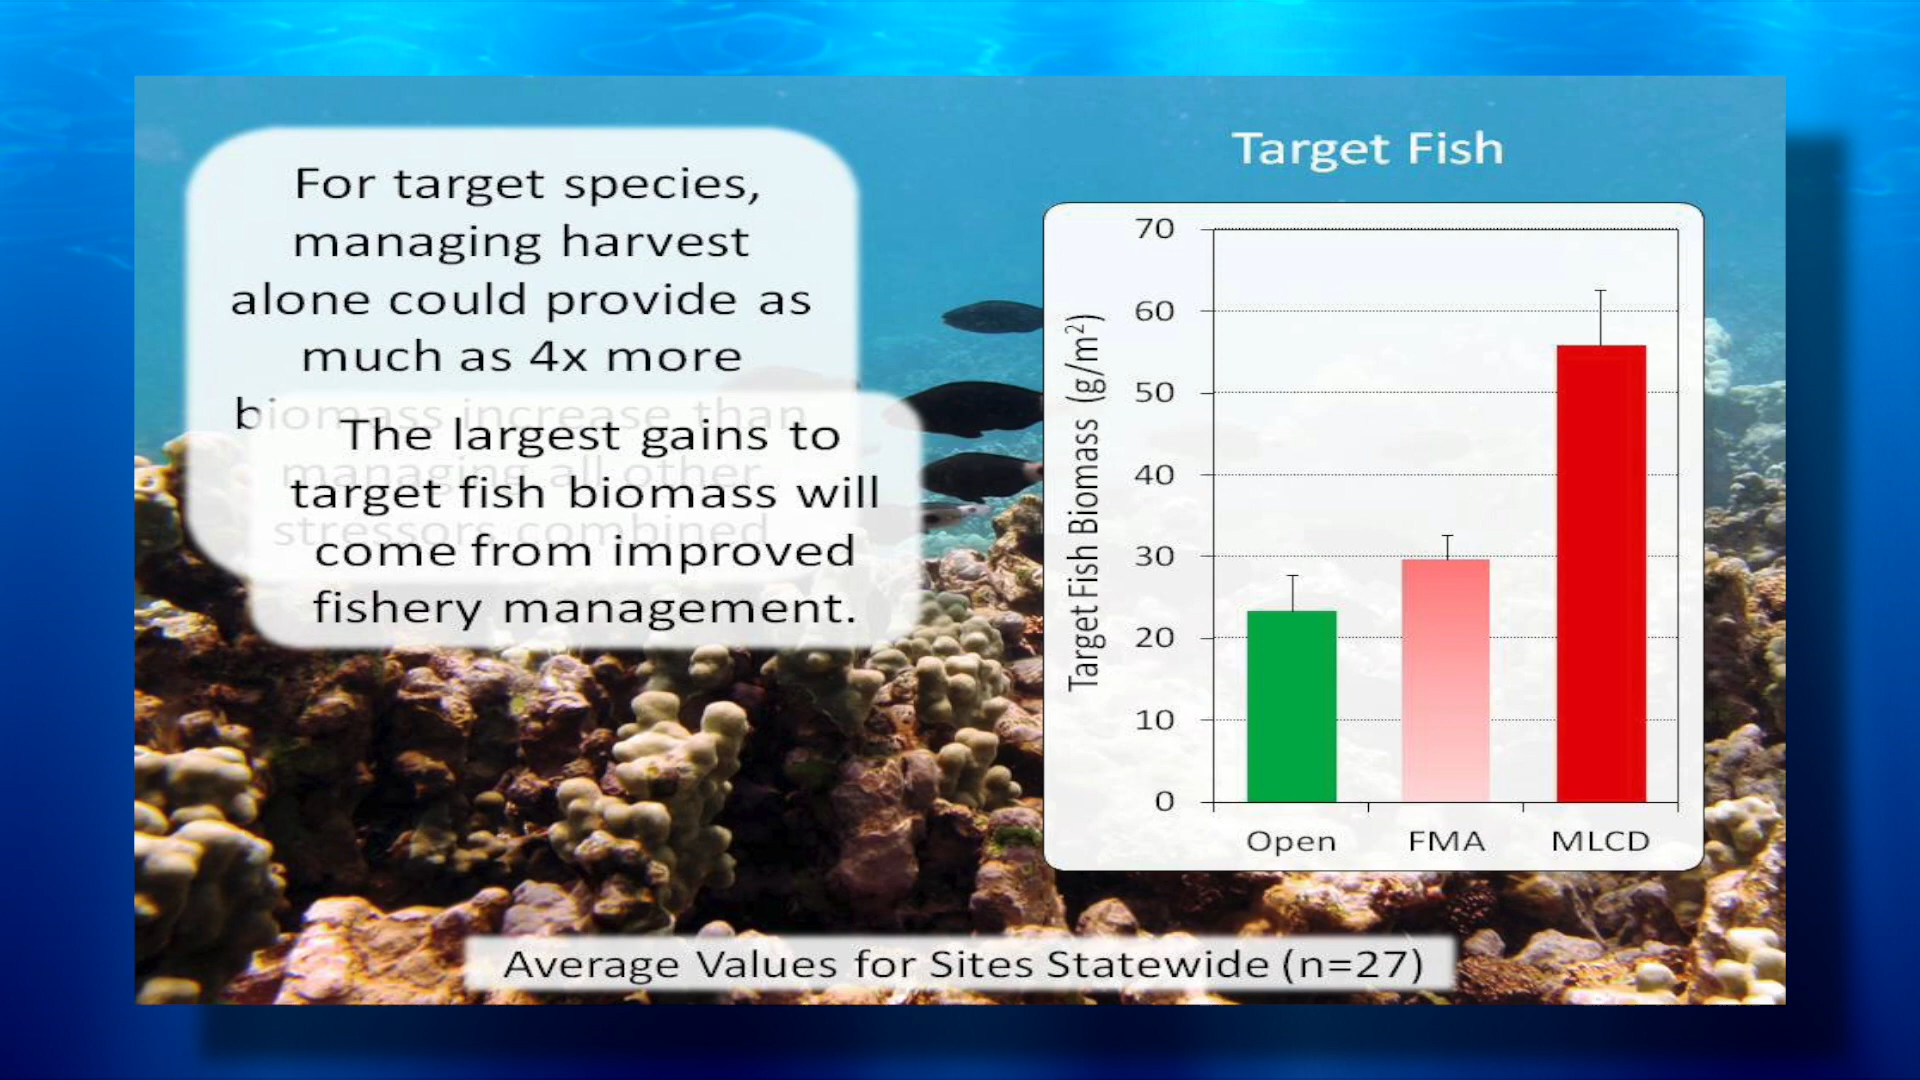 For target species,
managing harvest
alone could provide as
much as 4x more
biomass increase than
managing all other
stressors combined
The largest gains to
target fish biomass will
come from improved
fishery management.
Target Fish
Target Fish Biomass (g/m²)
70
60
50
40
30
20
10
0
Open FMA MLCD
Average Values for Sites Statewide (n=27)